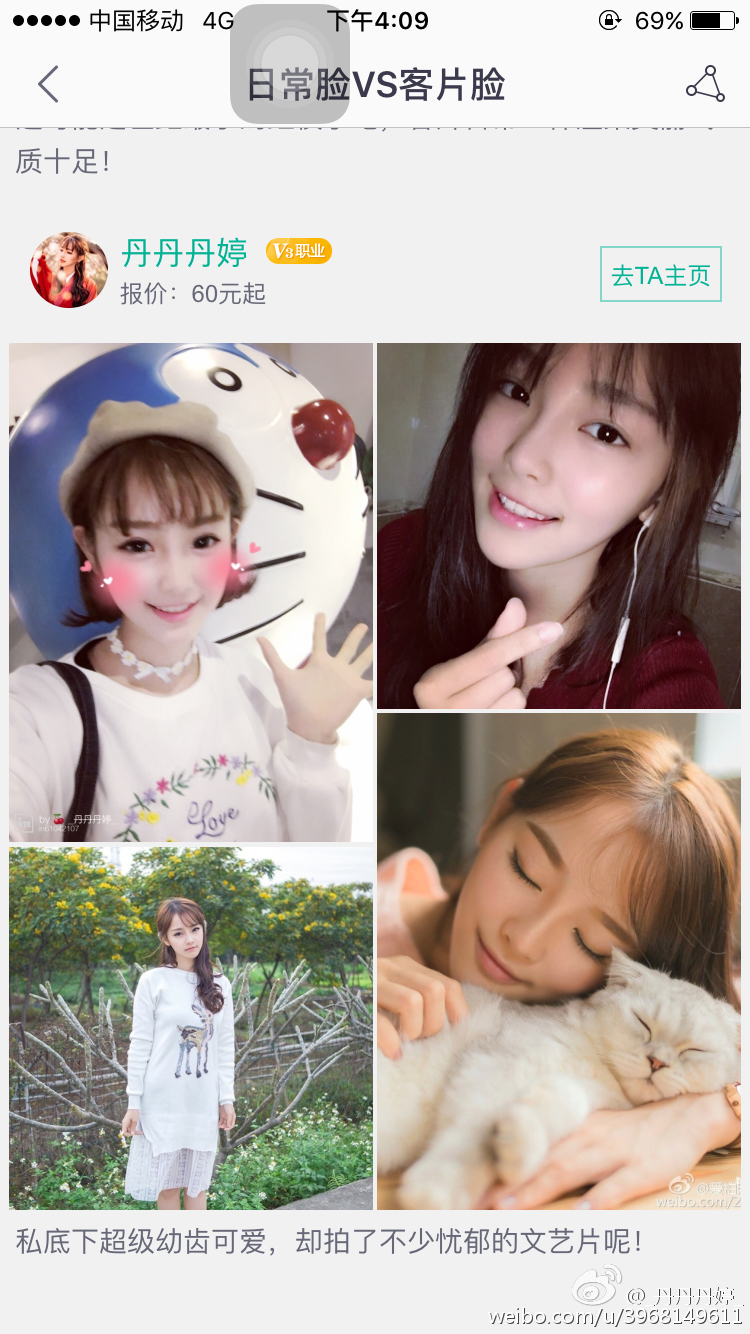 中国移动 4G 下午4:09 69%
日常脸VS客片脸
质十足！
丹丹丹婷 V3职业
报价：60元起
去TA主页
by 丹丹丹婷
Love
weibo.com/2
私底下超级幼齿可爱，却拍了不少忧郁的文艺片呢！
@_丹丹丹婷_
weibo.com/u/3968149611